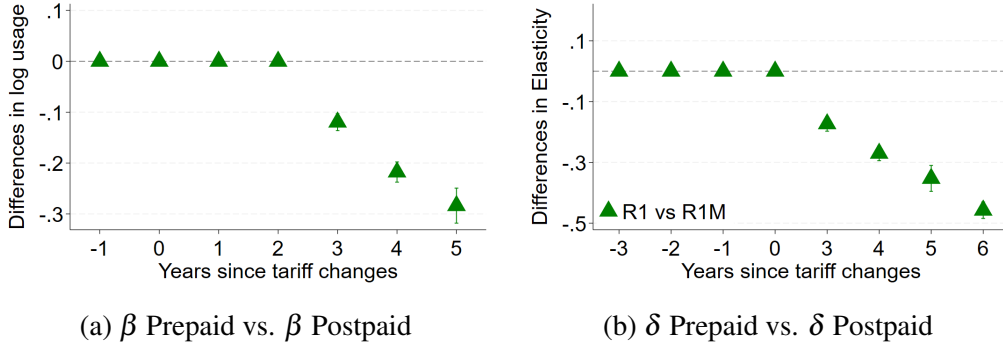 Differences in log usage
.1
0
-.1
-.2
-.3
-1 0 1 2 3 4 5
Years since tariff changes
(a) β Prepaid vs. β Postpaid
Differences in Elasticity
.1
-.1
-.3
-.5
R1 vs R1M
-3 -2 -1 0 3 4 5 6
Years since tariff changes
(b) δ Prepaid vs. δ Postpaid